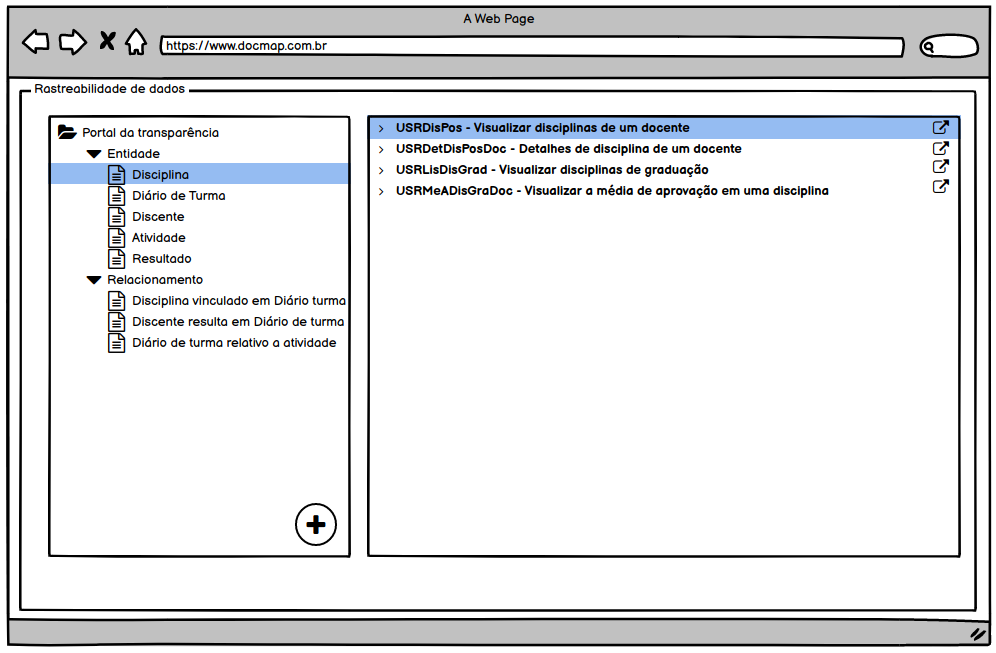 A Web Page
https://www.docmap.com.br
Rastreabilidade de dados
Portal da transparência
Entidade
Disciplina
Diário de Turma
Discente
Atividade
Resultado
Relacionamento
Disciplina vinculado em Diário turma
Discente resulta em Diário de turma
Diário de turma relativo a atividade
USRDisPos - Visualizar disciplinas de um docente
USRDetDisPosDoc - Detalhes de disciplina de um docente
USRLisDisGrad - Visualizar disciplinas de graduação
USRMeADisGraDoc - Visualizar a média de aprovação em uma disciplina